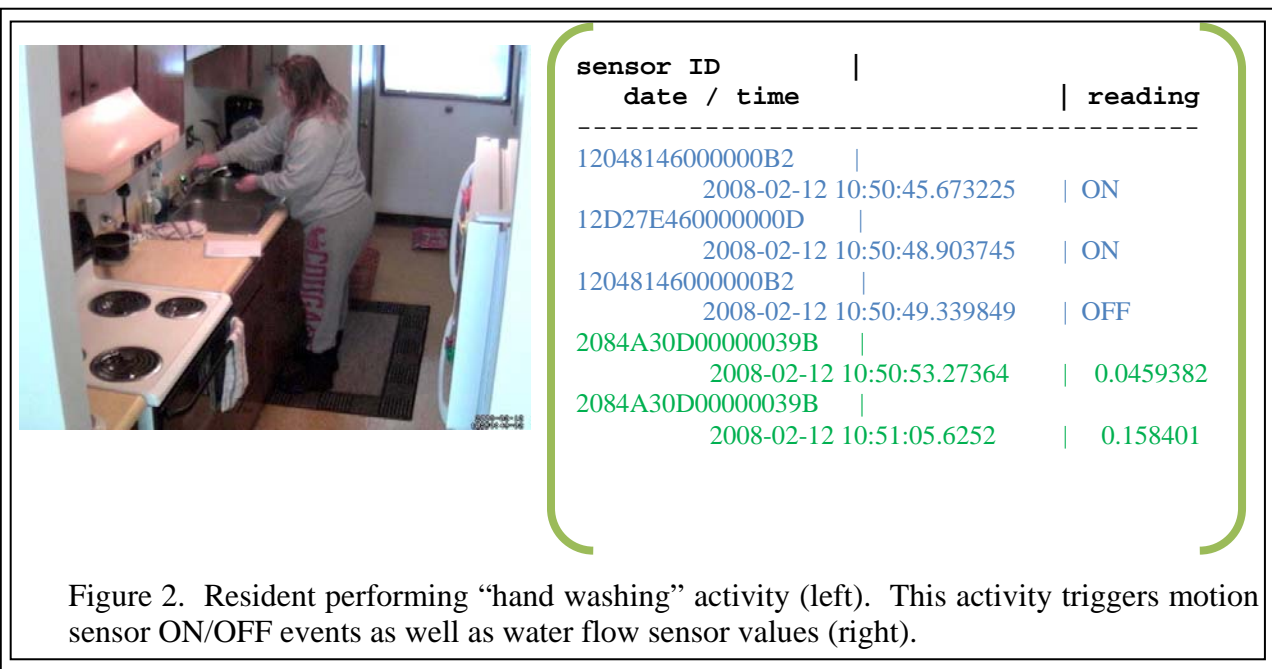 sensor ID |
date / time | reading
---------------------------------------
12048146000000B2 |
2008-02-12 10:50:45.673225 | ON
12D27E460000000D |
2008-02-12 10:50:48.903745 | ON
12048146000000B2 |
2008-02-12 10:50:49.339849 | OFF
2084A30D00000039B |
2008-02-12 10:50:53.27364 | 0.0459382
2084A30D00000039B |
2008-02-12 10:51:05.6252 | 0.158401
Figure 2. Resident performing “hand washing” activity (left). This activity triggers motion
sensor ON/OFF events as well as water flow sensor values (right).